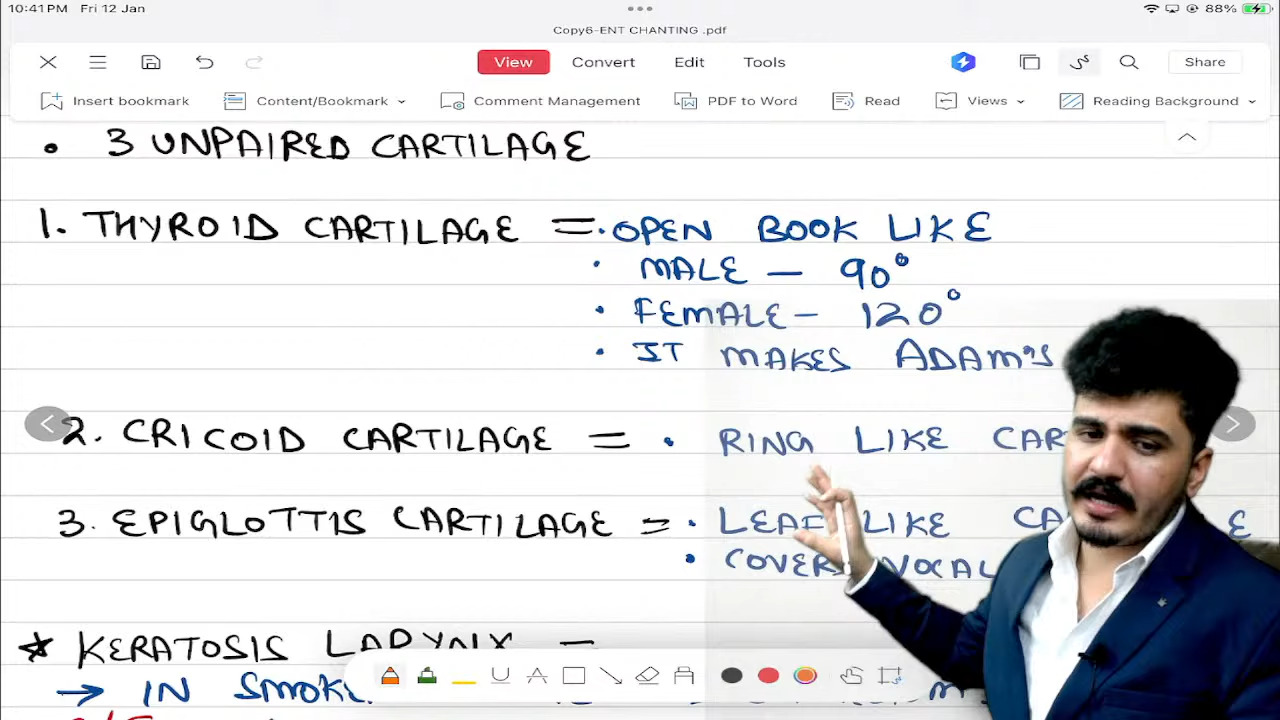 10:41 PM Fri 12 Jan
88%
Copy6-ENT CHANTING .pdf
View Convert Edit Tools Share
Insert bookmark Content/Bookmark Comment Management PDF to Word Read Views Reading Background
• 3 UNPAIRED CARTILAGE
1. THYROID CARTILAGE = • OPEN BOOK LIKE
• MALE — 90°
• FEMALE — 120°
• IT MAKES ADAM'S
2. CRICOID CARTILAGE = • RING LIKE CAR
3. EPIGLOTTIS CARTILAGE = • LEAF LIKE CA E
• COVERS VOCAL
★ KERATOSIS LARYNX —
→ IN SMOKE